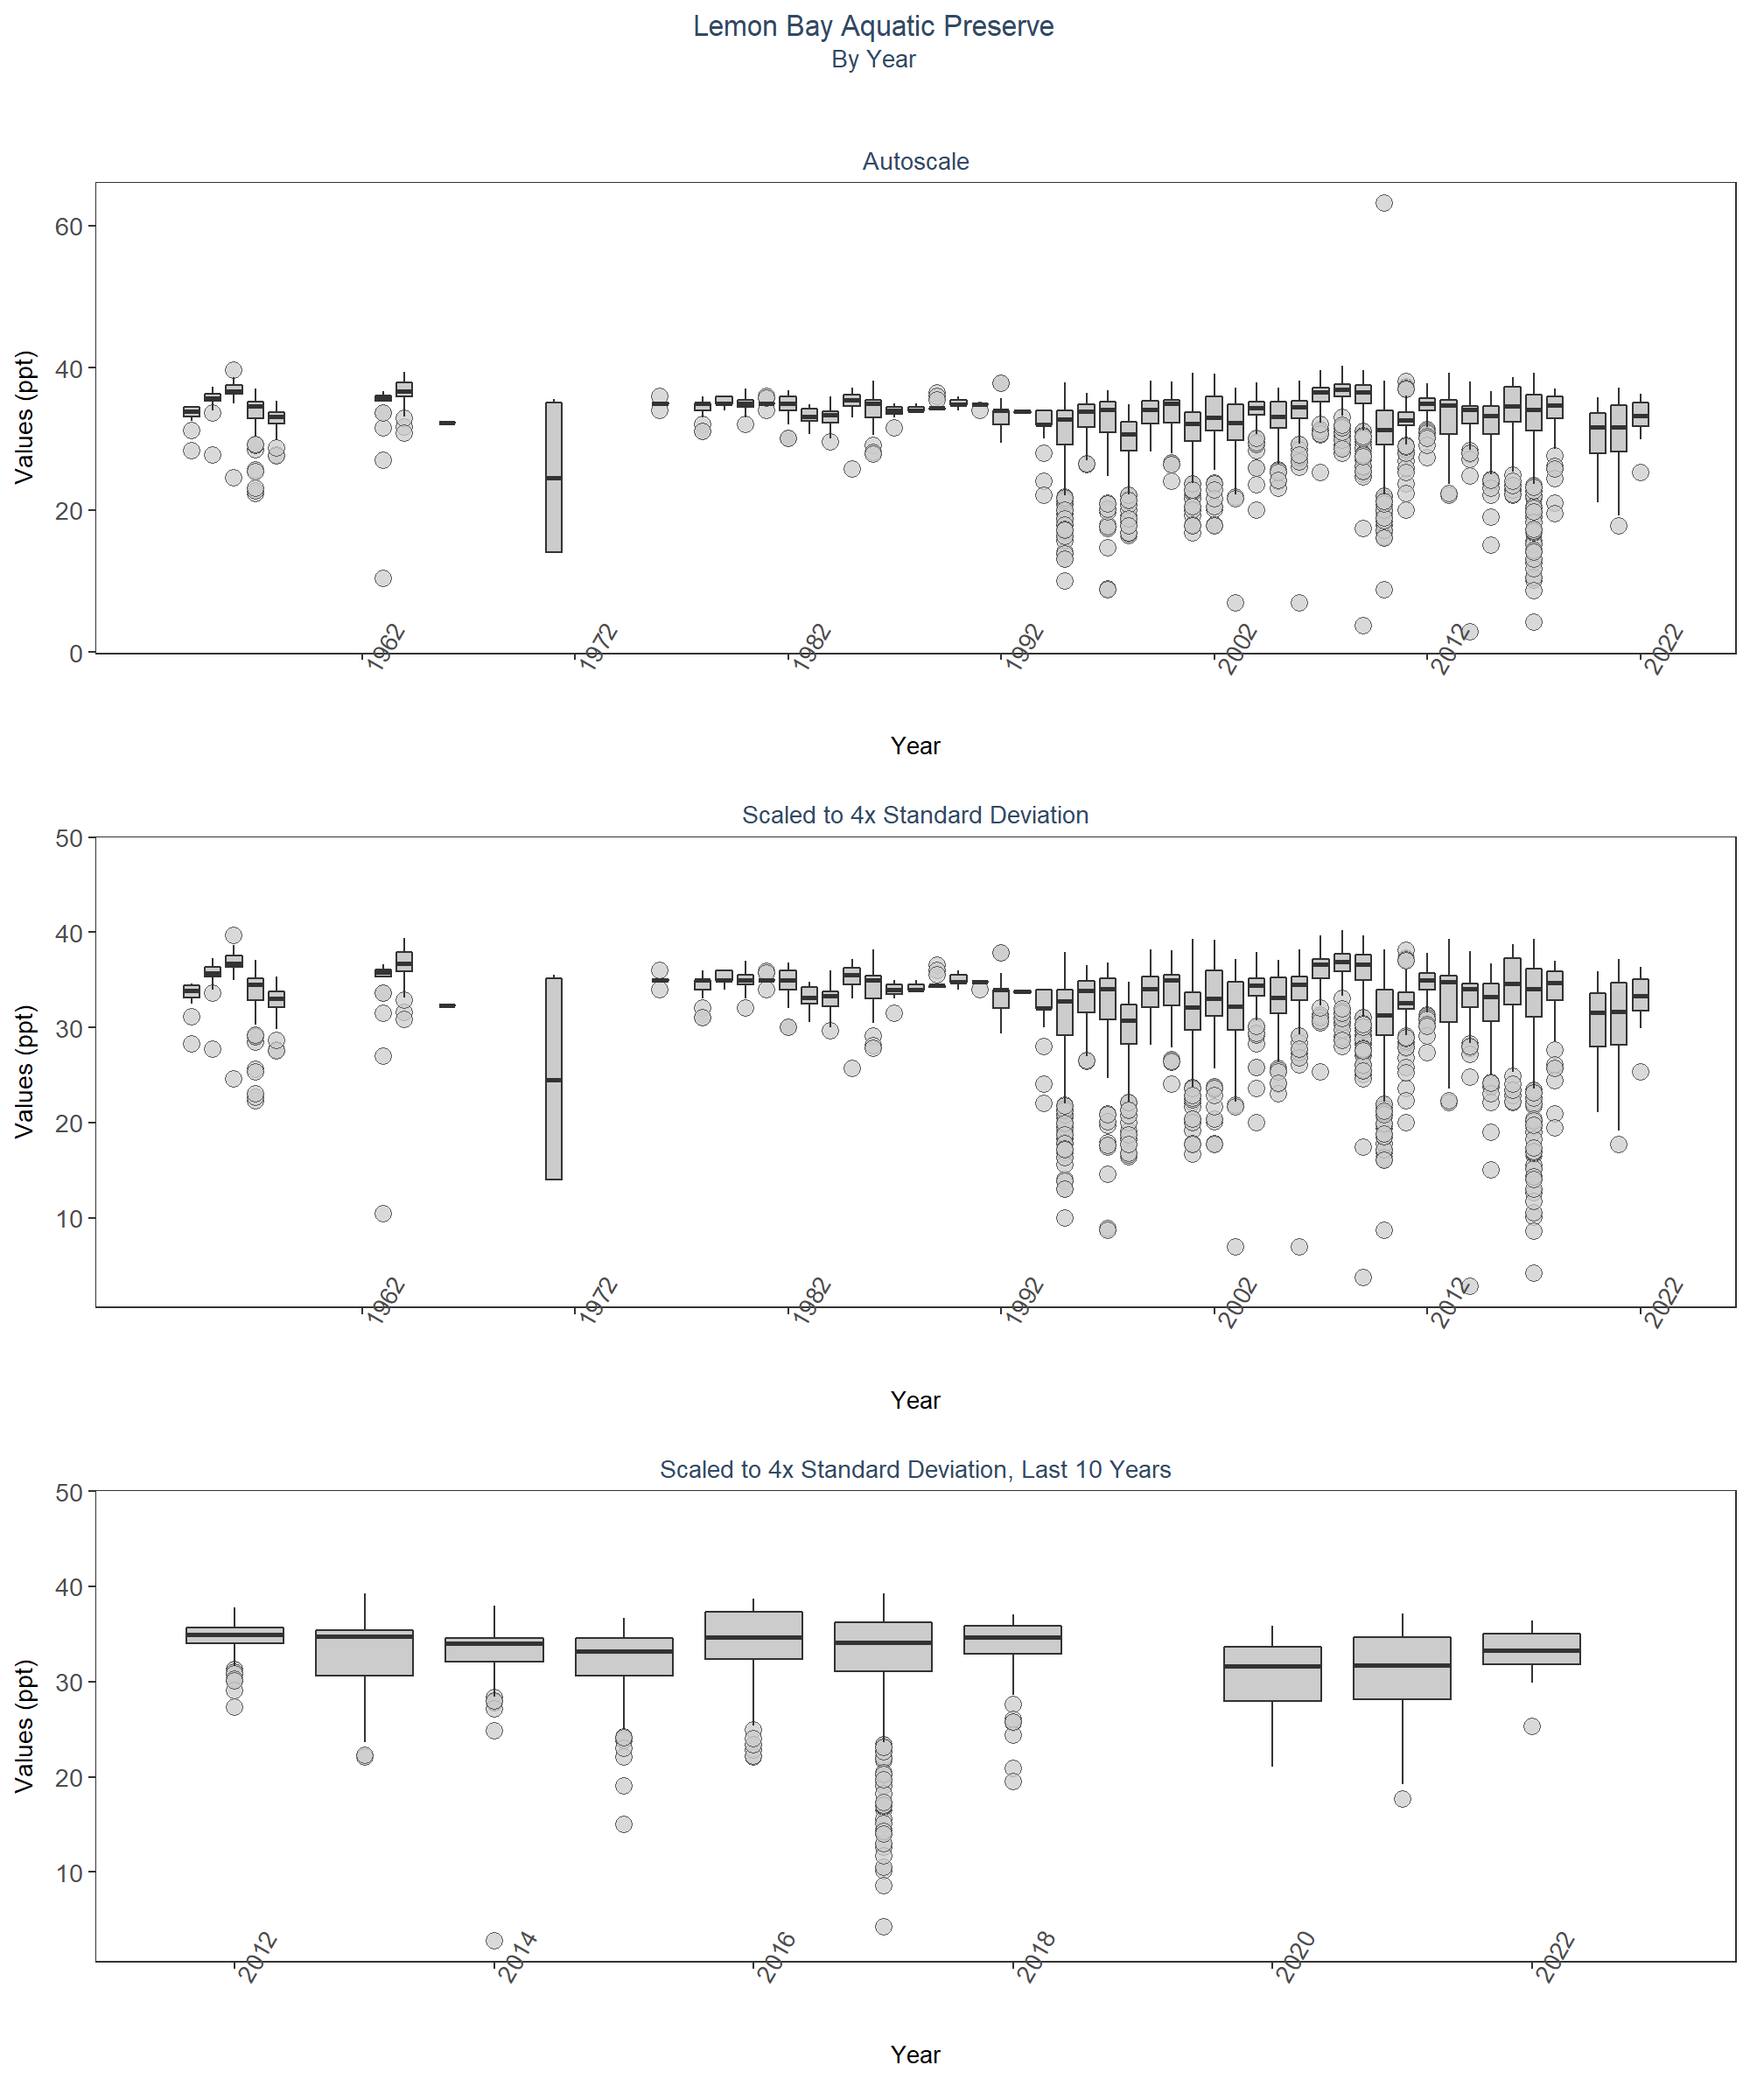 Lemon Bay Aquatic Preserve
By Year
Autoscale
Values (ppt)
60
40
20
0
1962 1972 1982 1992 2002 2012 2022
Year
Scaled to 4x Standard Deviation
Values (ppt)
50
40
30
20
10
1962 1972 1982 1992 2002 2012 2022
Year
Scaled to 4x Standard Deviation, Last 10 Years
Values (ppt)
50
40
30
20
10
2012 2014 2016 2018 2020 2022
Year